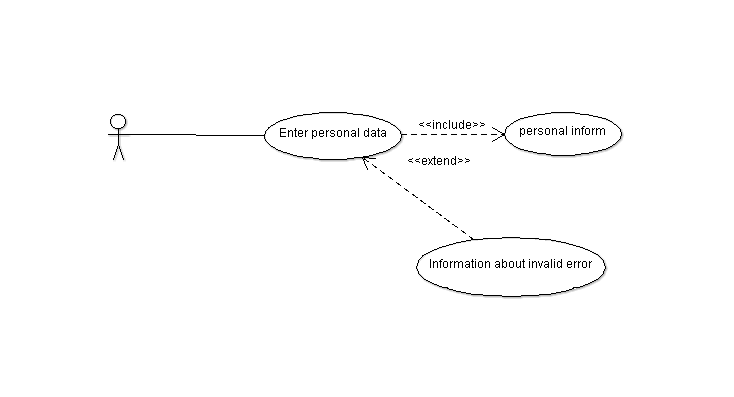 <<include>>
Enter personal data
personal inform
<<extend>>
Information about invalid error